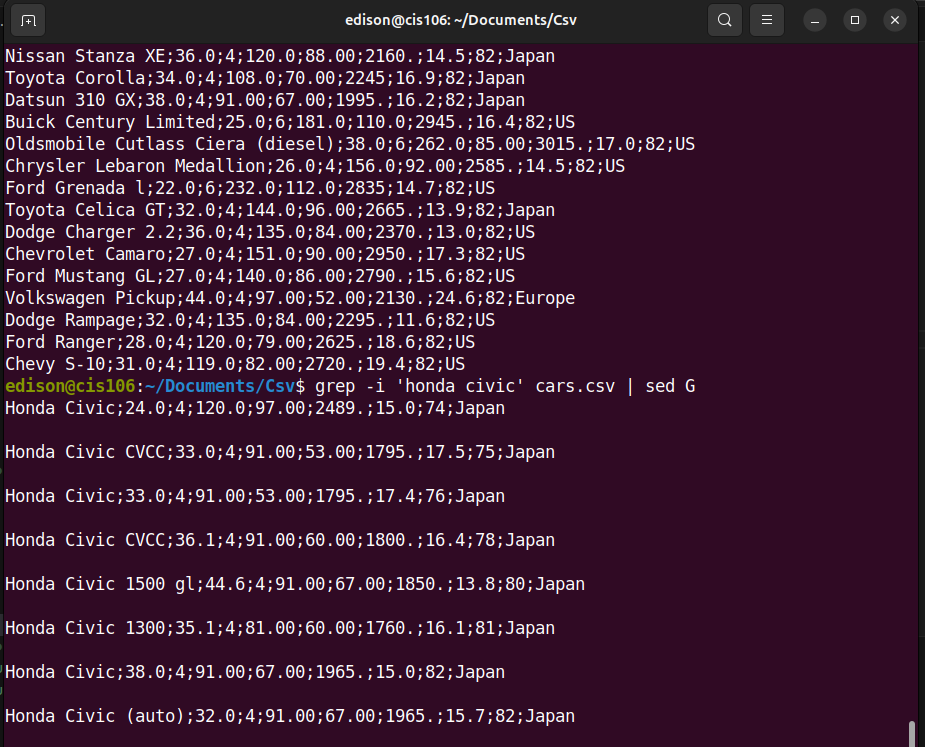 edison@cis106: ~/Documents/Csv
Nissan Stanza XE;36.0;4;120.0;88.00;2160.;14.5;82;Japan
Toyota Corolla;34.0;4;108.0;70.00;2245;16.9;82;Japan
Datsun 310 GX;38.0;4;91.00;67.00;1995.;16.2;82;Japan
Buick Century Limited;25.0;6;181.0;110.0;2945.;16.4;82;US
Oldsmobile Cutlass Ciera (diesel);38.0;6;262.0;85.00;3015.;17.0;82;US
Chrysler Lebaron Medallion;26.0;4;156.0;92.00;2585.;14.5;82;US
Ford Grenada l;22.0;6;232.0;112.0;2835;14.7;82;US
Toyota Celica GT;32.0;4;144.0;96.00;2665.;13.9;82;Japan
Dodge Charger 2.2;36.0;4;135.0;84.00;2370.;13.0;82;US
Chevrolet Camaro;27.0;4;151.0;90.00;2950.;17.3;82;US
Ford Mustang GL;27.0;4;140.0;86.00;2790.;15.6;82;US
Volkswagen Pickup;44.0;4;97.00;52.00;2130.;24.6;82;Europe
Dodge Rampage;32.0;4;135.0;84.00;2295.;11.6;82;US
Ford Ranger;28.0;4;120.0;79.00;2625.;18.6;82;US
Chevy S-10;31.0;4;119.0;82.00;2720.;19.4;82;US
edison@cis106:~/Documents/Csv$ grep -i 'honda civic' cars.csv | sed G
Honda Civic;24.0;4;120.0;97.00;2489.;15.0;74;Japan
Honda Civic CVCC;33.0;4;91.00;53.00;1795.;17.5;75;Japan
Honda Civic;33.0;4;91.00;53.00;1795.;17.4;76;Japan
Honda Civic CVCC;36.1;4;91.00;60.00;1800.;16.4;78;Japan
Honda Civic 1500 gl;44.6;4;91.00;67.00;1850.;13.8;80;Japan
Honda Civic 1300;35.1;4;81.00;60.00;1760.;16.1;81;Japan
Honda Civic;38.0;4;91.00;67.00;1965.;15.0;82;Japan
Honda Civic (auto);32.0;4;91.00;67.00;1965.;15.7;82;Japan